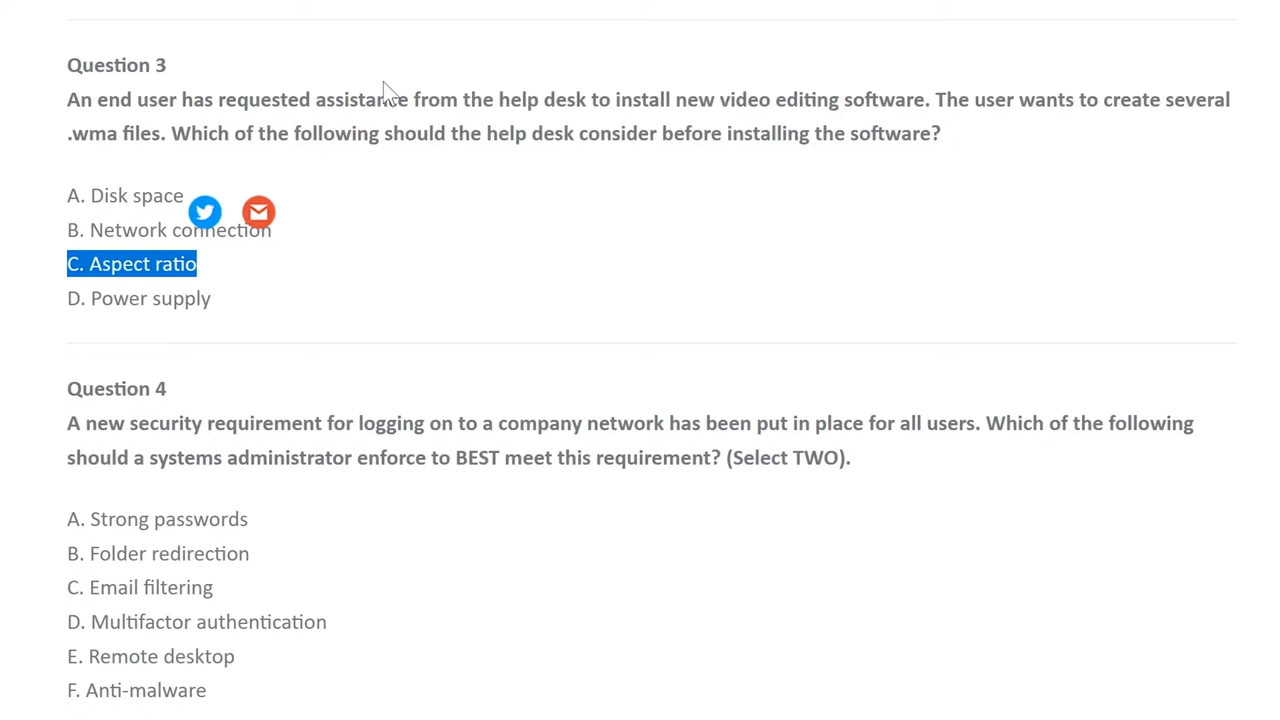 Question 3
An end user has requested assistance from the help desk to install new video editing software. The user wants to create several
.wma files. Which of the following should the help desk consider before installing the software?
A. Disk space
B. Network connection
C. Aspect ratio
D. Power supply
Question 4
A new security requirement for logging on to a company network has been put in place for all users. Which of the following
should a systems administrator enforce to BEST meet this requirement? (Select TWO).
A. Strong passwords
B. Folder redirection
C. Email filtering
D. Multifactor authentication
E. Remote desktop
F. Anti-malware